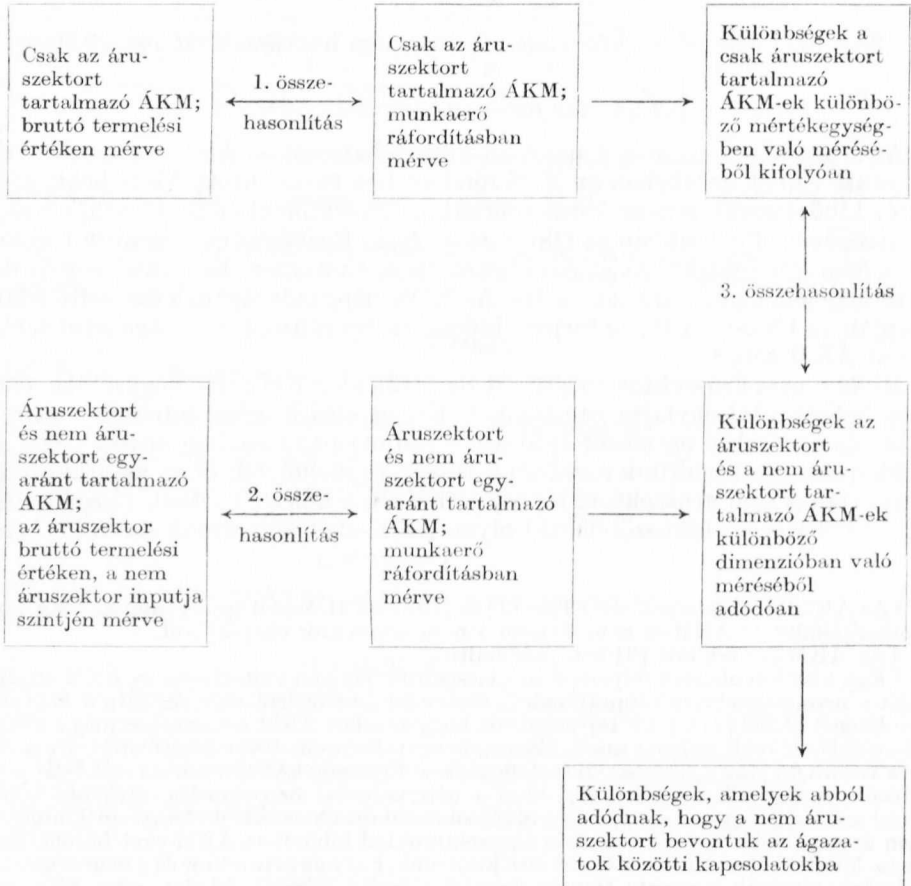 Csak az áru-
szektort
tartalmazó ÁKM;
bruttó termelési
értéken mérve
1. össze-
hasonlítás
Csak az áru-
szektort
tartalmazó ÁKM;
munkaerő
ráfordításban
mérve
Különbségek a
csak áruszektort
tartalmazó
ÁKM-ek különbö-
ző mértékegység-
ben való mérésé-
ből kifolyóan
3. összehasonlítás
Áruszektort
és nem áru-
szektort egy-
aránt tartalmazó
ÁKM;
az áruszektor
bruttó termelési
értéken, a nem
áruszektor inputja
szintjén mérve
2. össze-
hasonlítás
Áruszektort
és nem áru-
szektort egy-
aránt tartalmazó
ÁKM;
munkaerő
ráfordításban
mérve
Különbségek az
áruszektort
és a nem áru-
szektort tar-
talmazó ÁKM-ek
különböző
dimenzióban való
méréséből
adódóan
Különbségek, amelyek abból
adódnak, hogy a nem áru-
szektort bevontuk az ágaza-
tok közötti kapcsolatokba